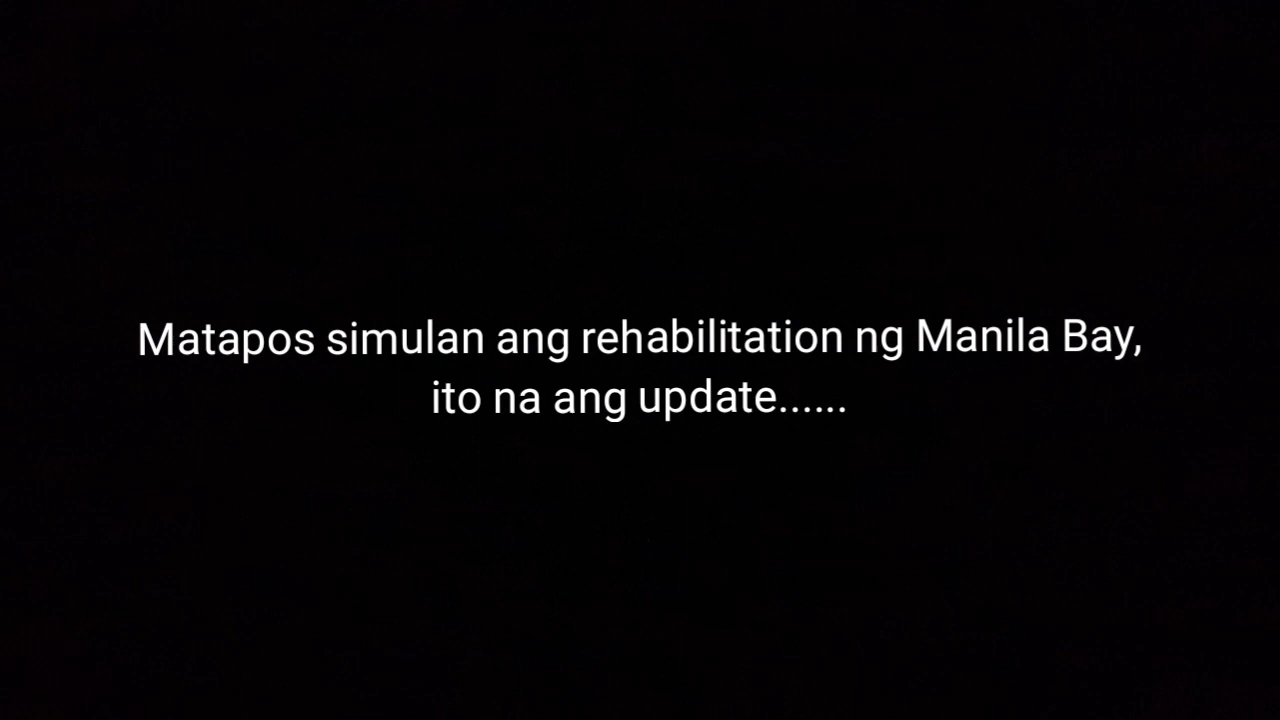 Matapos simulan ang rehabilitation ng Manila Bay,
ito na ang update......